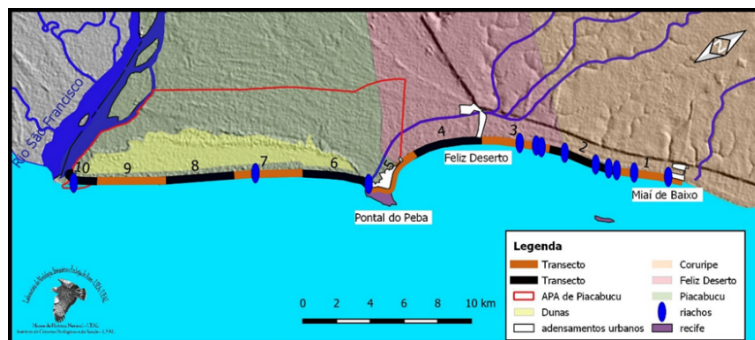 Rio São Francisco
10
9
8
7
6
5
4
3
2
1
Feliz Deserto
Miaí de Baixo
Pontal do Peba
Legenda
Transecto
Transecto
APA de Piacabucu
Dunas
adensamentos urbanos
Coruripe
Feliz Deserto
Piacabucu
riachos
recife
0 2 4 6 8 10 km